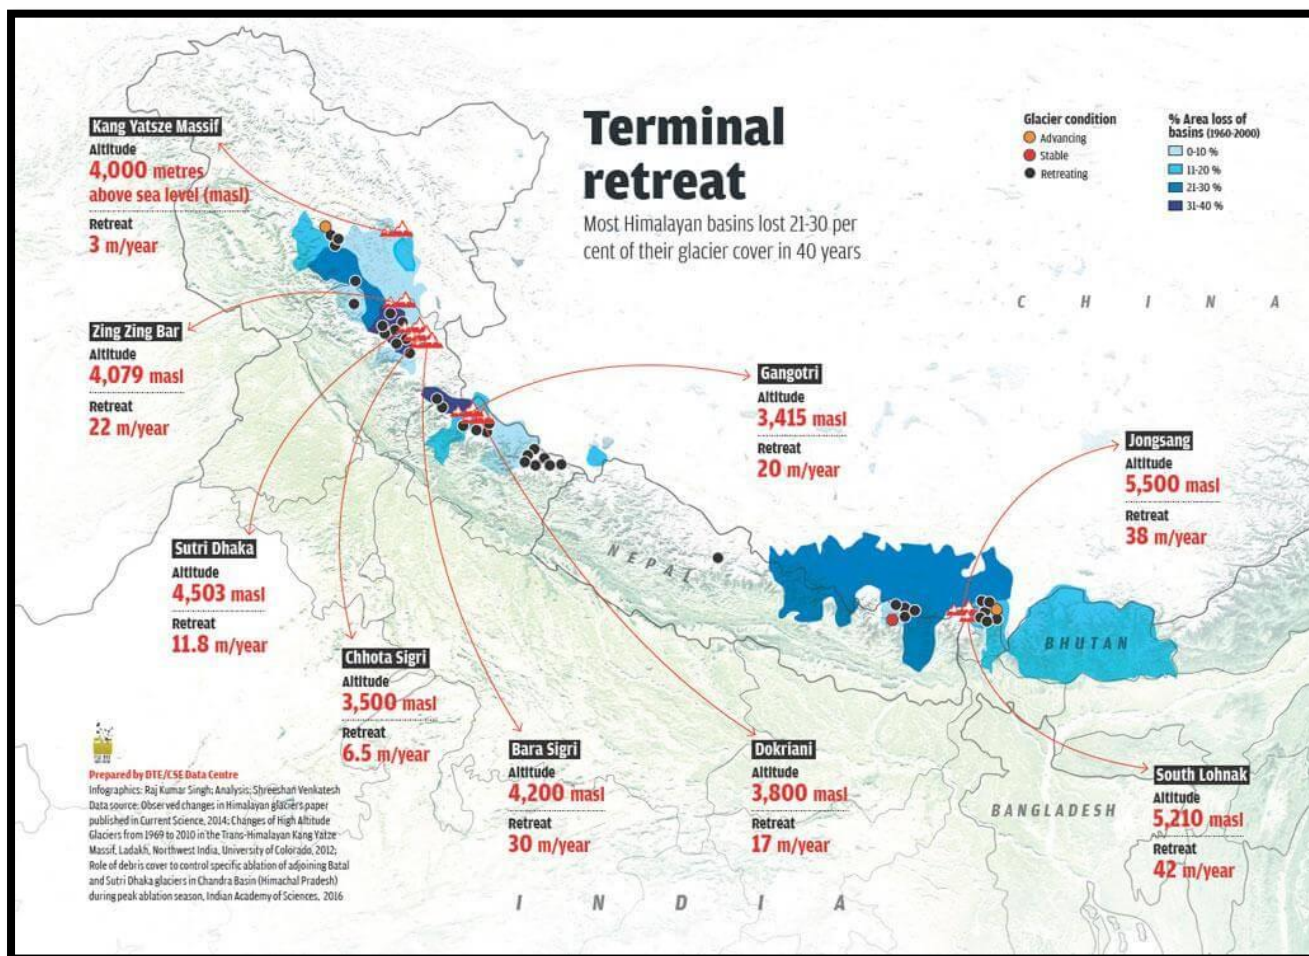 Terminal
retreat
Most Himalayan basins lost 21-30 per
cent of their glacier cover in 40 years
Glacier condition
Advancing
Stable
Retreating
% Area loss of
basins (1960-2000)
0-10 %
11-20 %
21-30 %
31-40 %
Kang Yatsze Massif
Altitude
4,000 metres
above sea level (masl)
Retreat
3 m/year
Zing Zing Bar
Altitude
4,079 masl
Retreat
22 m/year
Sutri Dhaka
Altitude
4,503 masl
Retreat
11.8 m/year
Chhota Sigri
Altitude
3,500 masl
Retreat
6.5 m/year
Bara Sigri
Altitude
4,200 masl
Retreat
30 m/year
Dokriani
Altitude
3,800 masl
Retreat
17 m/year
Gangotri
Altitude
3,415 masl
Retreat
20 m/year
Jongsang
Altitude
5,500 masl
Retreat
38 m/year
South Lohnak
Altitude
5,210 masl
Retreat
42 m/year
CHINA
NEPAL
BHUTAN
BANGLADESH
INDIA
Prepared by DTE/CSE Data Centre
Infographics: Raj Kumar Singh; Analysis: Shreeshan Venkatesh
Data source: Observed changes in Himalayan glaciers paper
published in Current Science, 2014; Changes of High Altitude
Glaciers from 1969 to 2010 in the Trans-Himalayan Kang Yatze
Massif, Ladakh, Northwest India, University of Colorado, 2012;
Role of debris cover to control specific ablation of adjoining Batal
and Sutri Dhaka glaciers in Chandra Basin (Himachal Pradesh)
during peak ablation season, Indian Academy of Sciences, 2016